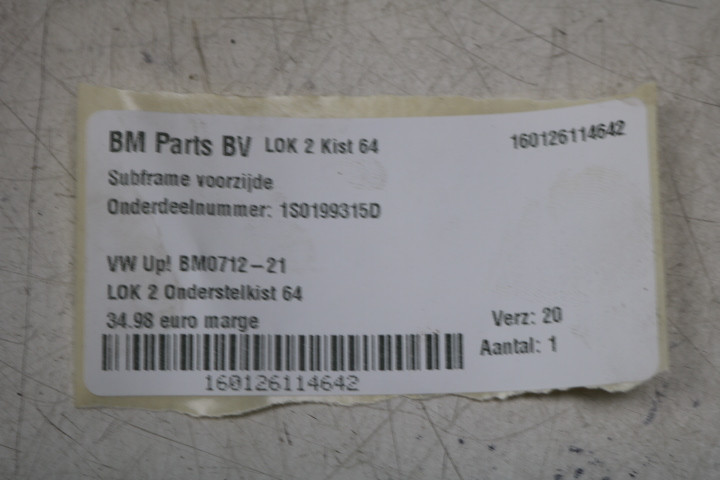 BM Parts BV LOK 2 Kist 64 160126114642
Subframe voorzijde
Onderdeelnummer: 1S0199315D
VW Up! BM0712-21
LOK 2 Onderstelkist 64
34.98 euro marge Verz: 20
Aantal: 1
160126114642